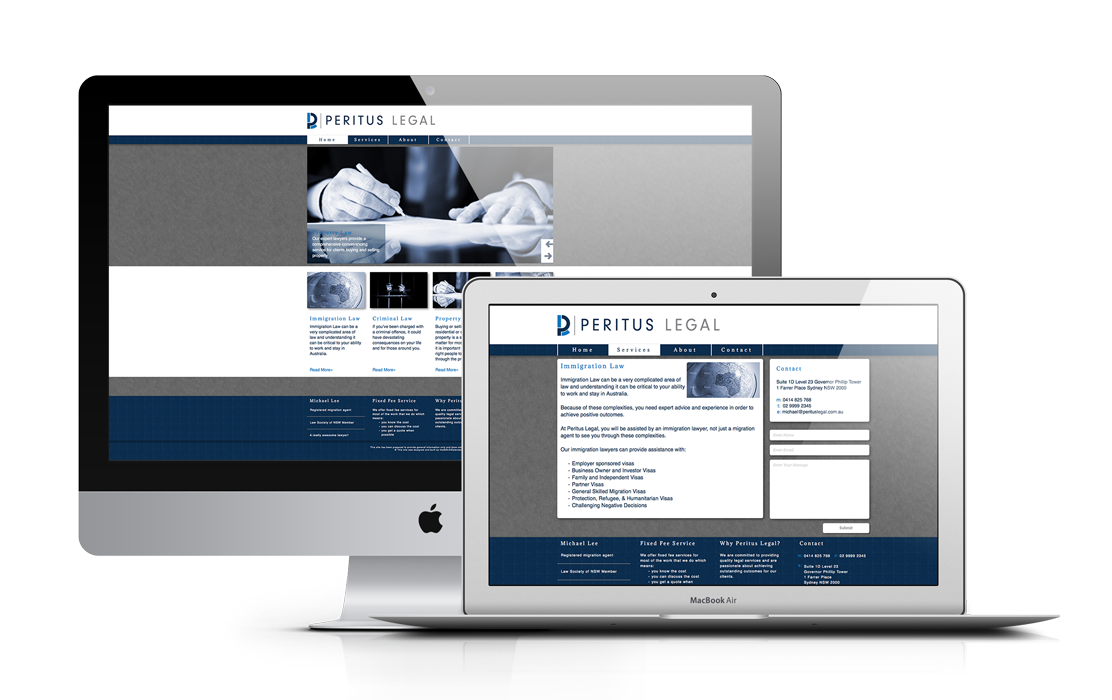 PERITUS LEGAL
Home Services About Contact
Our expert lawyers provide a
comprehensive conveyancing
service for clients buying and selling
property.
Immigration Law
Immigration Law can be a
very complicated area of
law and understanding it
can be critical to your ability
to work and stay in
Australia.
Read More>
Criminal Law
If you've been charged with
a criminal offence, it could
have devastating
consequences on your life
and for those around you.
Read More>
Property
Buying or sell
residential or
property is a s
matter for mos
it is important
right people to
through the pr
Read More>
Michael Lee
Registered migration agent
Law Society of NSW Member
A really awesome lawyer!
Fixed Fee Service
We offer fixed fee services for
most of the work that we do which
means:
- you know the cost
- you can discuss the cost
- you get a quote when
possible
Why Peritus
We are committed to
quality legal services
passionate about
outstanding outcomes
clients.
PERITUS LEGAL
Home Services About Contact
Immigration Law
Immigration Law can be a very complicated area of
law and understanding it can be critical to your ability
to work and stay in Australia.
Because of these complexities, you need expert advice and experience in order to
achieve positive outcomes.
At Peritus Legal, you will be assisted by an immigration lawyer, not just a migration
agent to see you through these complexities.
Our immigration lawyers can provide assistance with:
- Employer sponsored visas
- Business Owner and Investor Visas
- Family and Independent Visas
- Partner Visas
- General Skilled Migration Visas
- Protection, Refugee, & Humanitarian Visas
- Challenging Negative Decisions
Contact
Suite 1D Level 23 Governor Phillip Tower
1 Farrer Place Sydney NSW 2000
m: 0414 825 768
t: 02 9999 2345
e: michael@perituslegal.com.au
Enter Name
Enter Email
Enter Your Message
Submit
Michael Lee
Registered migration agent
Law Society of NSW Member
Fixed Fee Service
We offer fixed fee services for
most of the work that we do which
means:
- you know the cost
- you can discuss the cost
- you get a quote when
Why Peritus Legal?
We are committed to providing
quality legal services and are
passionate about achieving
outstanding outcomes for our
clients.
Contact
0414 825 768 02 9999 2345
Suite 1D Level 23
Governor Phillip Tower
1 Farrer Place
Sydney NSW 2000
MacBook Air